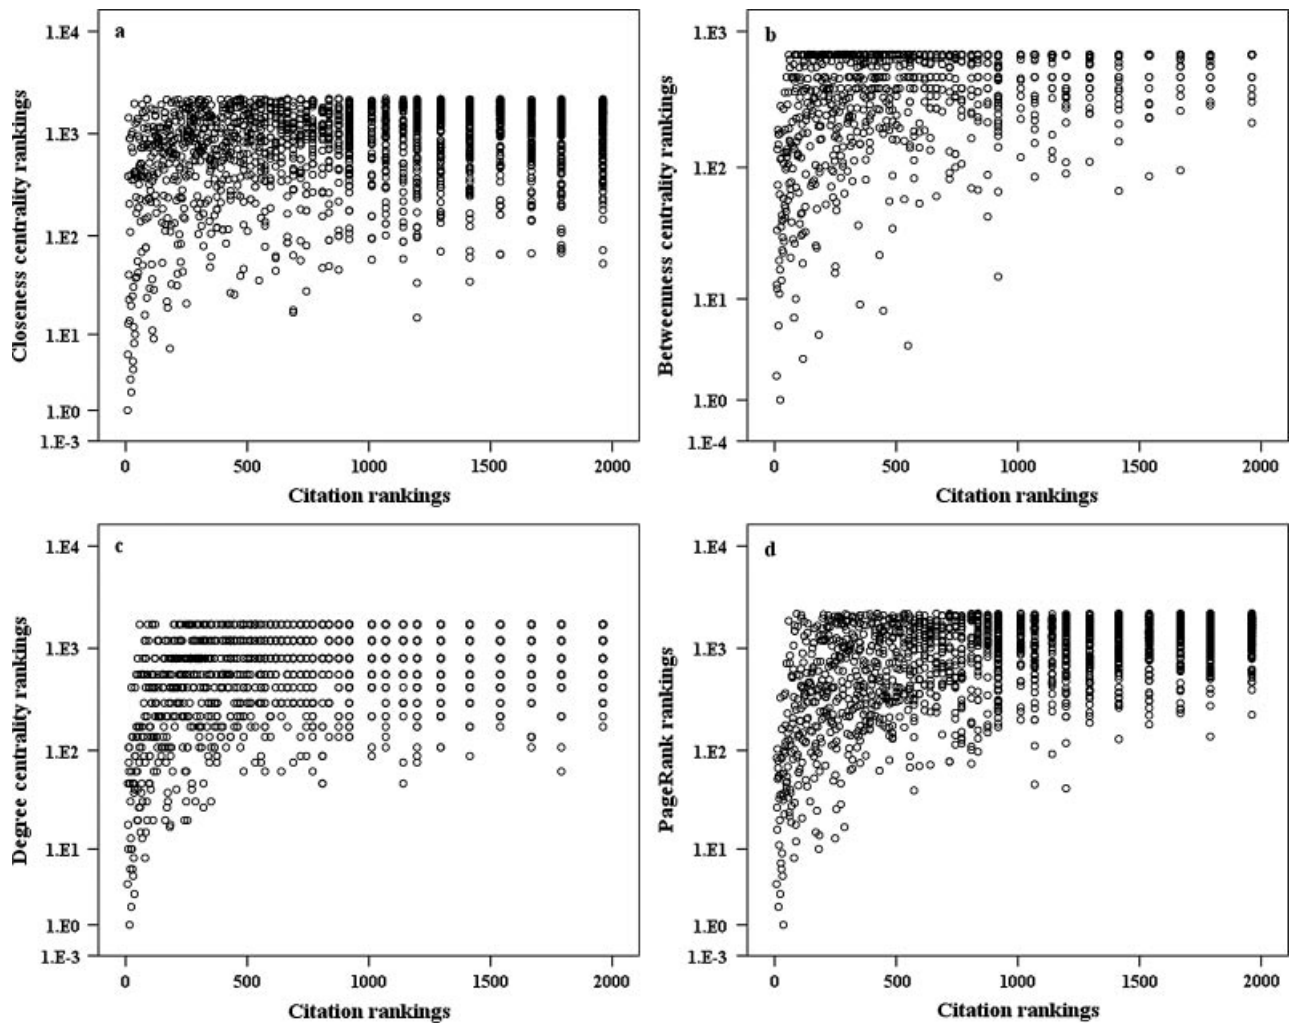 a
1.E4
1.E3
1.E2
1.E1
1.E0
1.E-3
Closeness centrality rankings
0 500 1000 1500 2000
Citation rankings
b
1.E3
1.E2
1.E1
1.E0
1.E-4
Betweenness centrality rankings
0 500 1000 1500 2000
Citation rankings
c
1.E4
1.E3
1.E2
1.E1
1.E0
1.E-3
Degree centrality rankings
0 500 1000 1500 2000
Citation rankings
d
1.E4
1.E3
1.E2
1.E1
1.E0
1.E-3
PageRank rankings
0 500 1000 1500 2000
Citation rankings